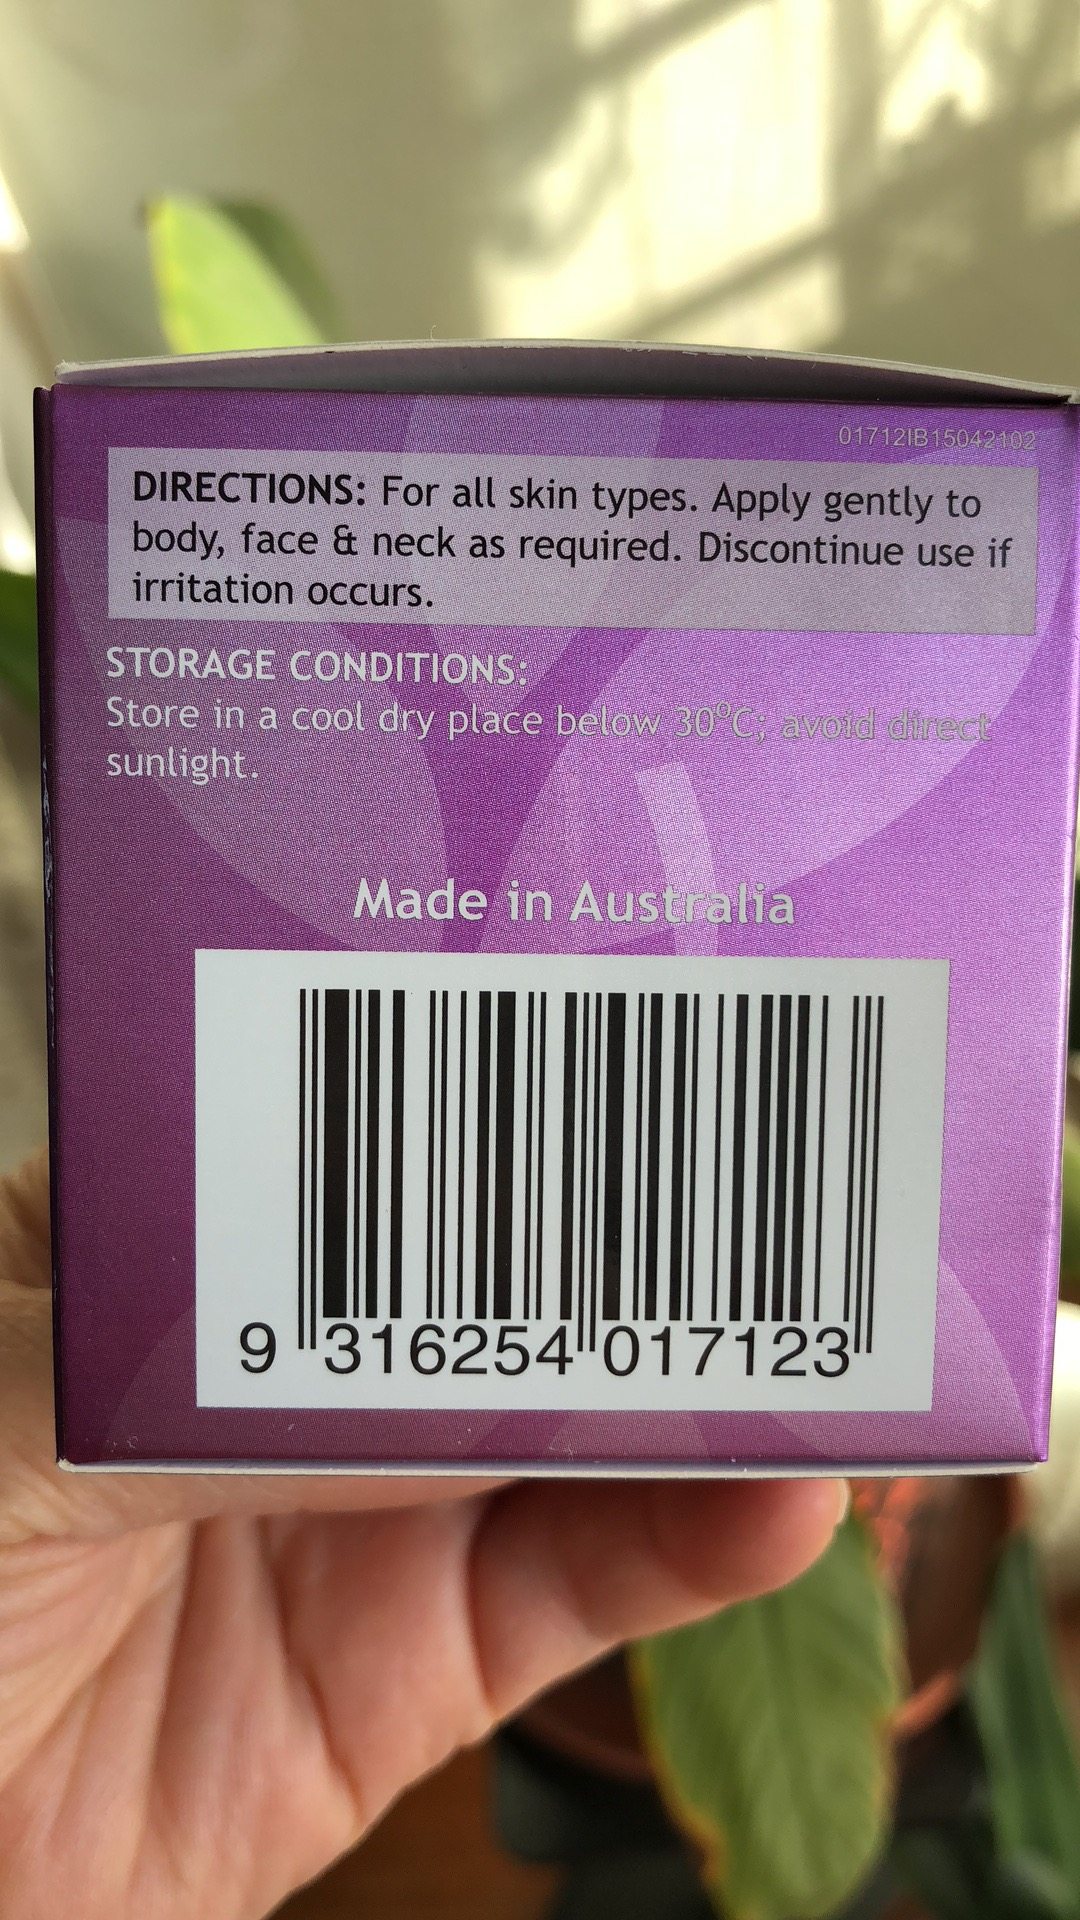 01712IB15042102
DIRECTIONS: For all skin types. Apply gently to
body, face & neck as required. Discontinue use if
irritation occurs.
STORAGE CONDITIONS:
Store in a cool dry place below 30°C; avoid direct
sunlight.
Made in Australia
9 316254 017123